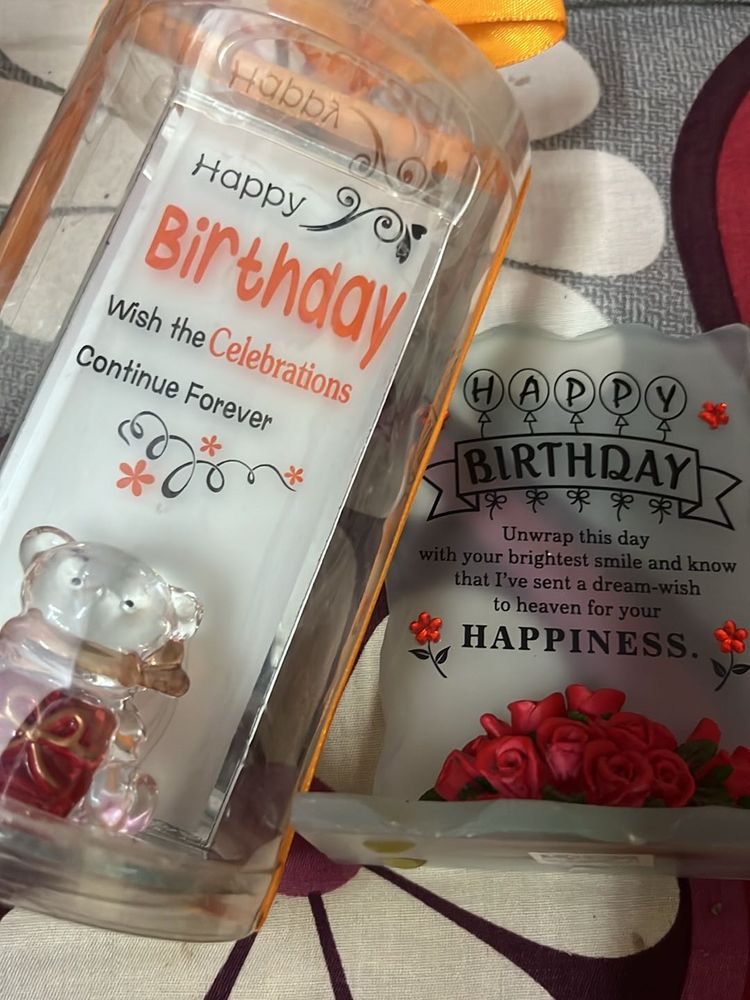 Happy
Happy
Birthday
Wish the Celebrations
Continue Forever
HAPPY
BIRTHDAY
Unwrap this day
with your brightest smile and know
that I've sent a dream-wish
to heaven for your
HAPPINESS.